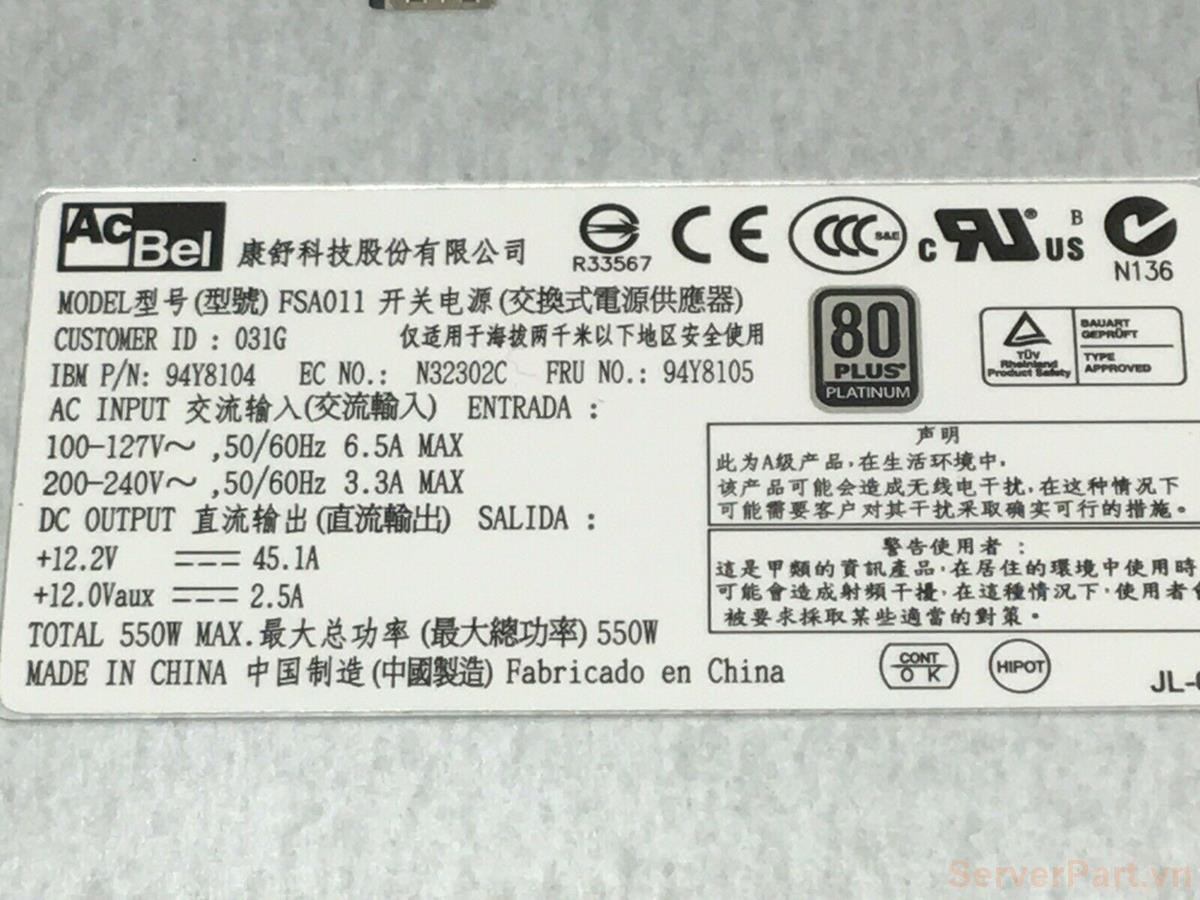 AcBel 康舒科技股份有限公司
R33567
CE
CCC S&E
c RU US B
N136
MODEL型号(型號) FSA011 开关电源(交換式電源供應器)
CUSTOMER ID : 031G 仅适用于海拔两千米以下地区安全使用
IBM P/N: 94Y8104 EC NO.: N32302C FRU NO.: 94Y8105
80 PLUS® PLATINUM
TÜV Rheinland Product Safety
BAUART GEPRÜFT
TYPE APPROVED
AC INPUT 交流输入(交流輸入) ENTRADA :
100-127V～ ,50/60Hz 6.5A MAX
200-240V～ ,50/60Hz 3.3A MAX
DC OUTPUT 直流输出(直流輸出) SALIDA :
+12.2V 45.1A
+12.0Vaux 2.5A
TOTAL 550W MAX.最大总功率(最大總功率) 550W
MADE IN CHINA 中国制造(中國製造) Fabricado en China
声明
此为A级产品,在生活环境中,
该产品可能会造成无线电干扰,在这种情况下
可能需要客户对其干扰采取确实可行的措施。
警告使用者 :
這是甲類的資訊產品,在居住的環境中使用時
可能會造成射頻干擾,在這種情況下,使用者會
被要求採取某些適當的對策。
CONT OK
HIPOT
JL-
ServerPart.vn